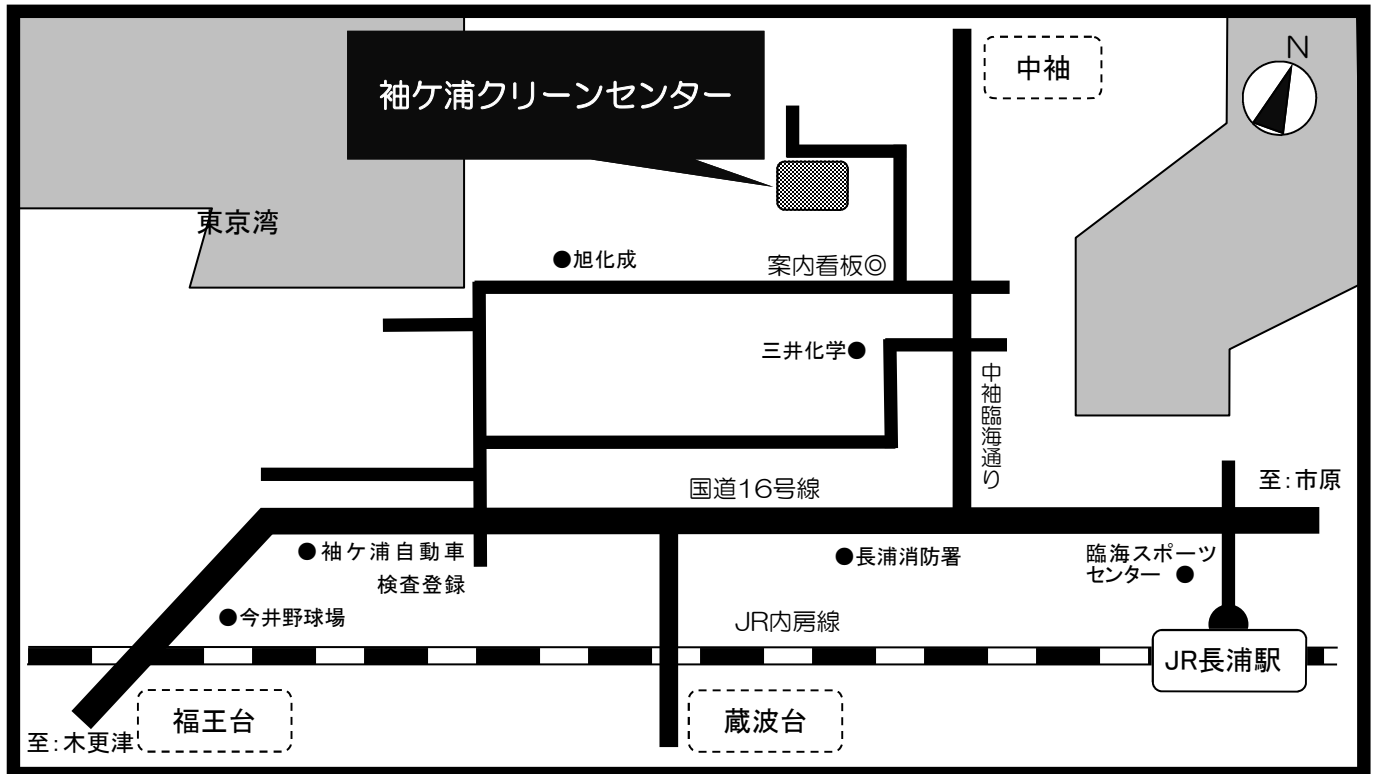 中袖
N
袖ケ浦クリーンセンター
東京湾
●旭化成
案内看板◎
三井化学●
中袖臨海通り
国道16号線
至:市原
●袖ケ浦自動車
検査登録
●長浦消防署
臨海スポーツ
センター ●
●今井野球場
JR内房線
JR長浦駅
福王台
蔵波台
至:木更津